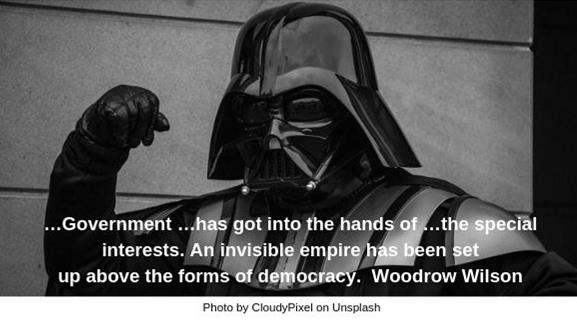 …Government …has got into the hands of …the special
interests. An invisible empire has been set
up above the forms of democracy.  Woodrow Wilson
Photo by CloudyPixel on Unsplash